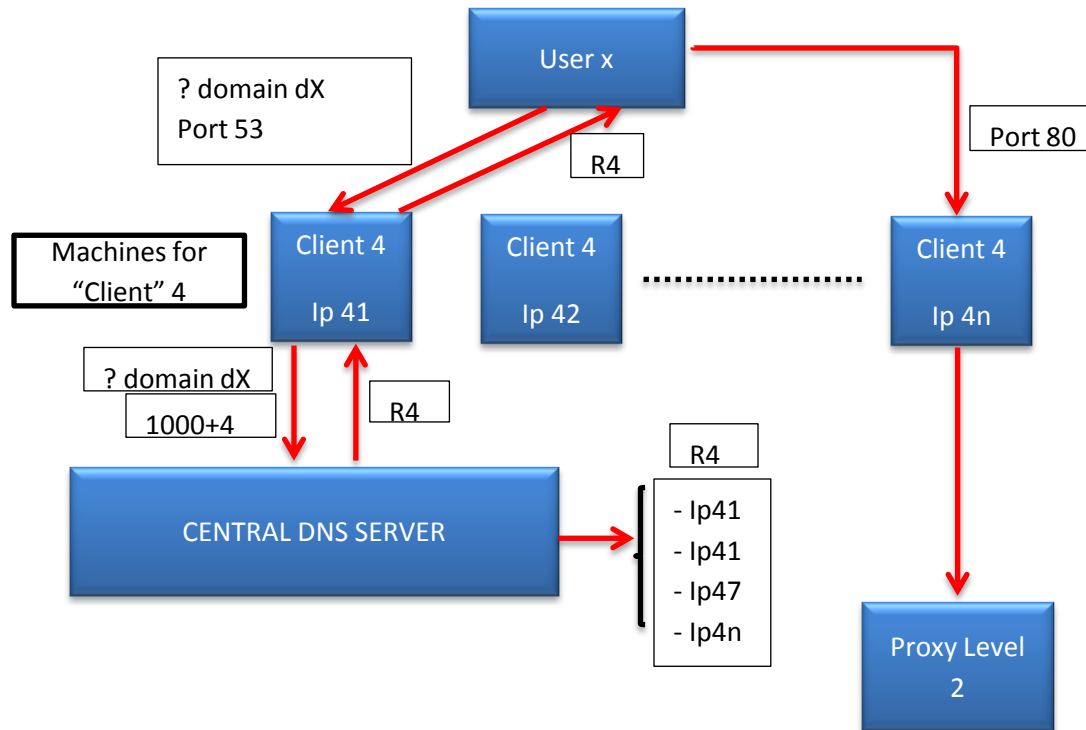 User x
? domain dX
Port 53
Port 80
R4
Machines for
“Client” 4
Client 4
Ip 41
Client 4
Ip 42
Client 4
Ip 4n
? domain dX
1000+4
R4
R4
CENTRAL DNS SERVER
- Ip41
- Ip41
- Ip47
- Ip4n
Proxy Level
2